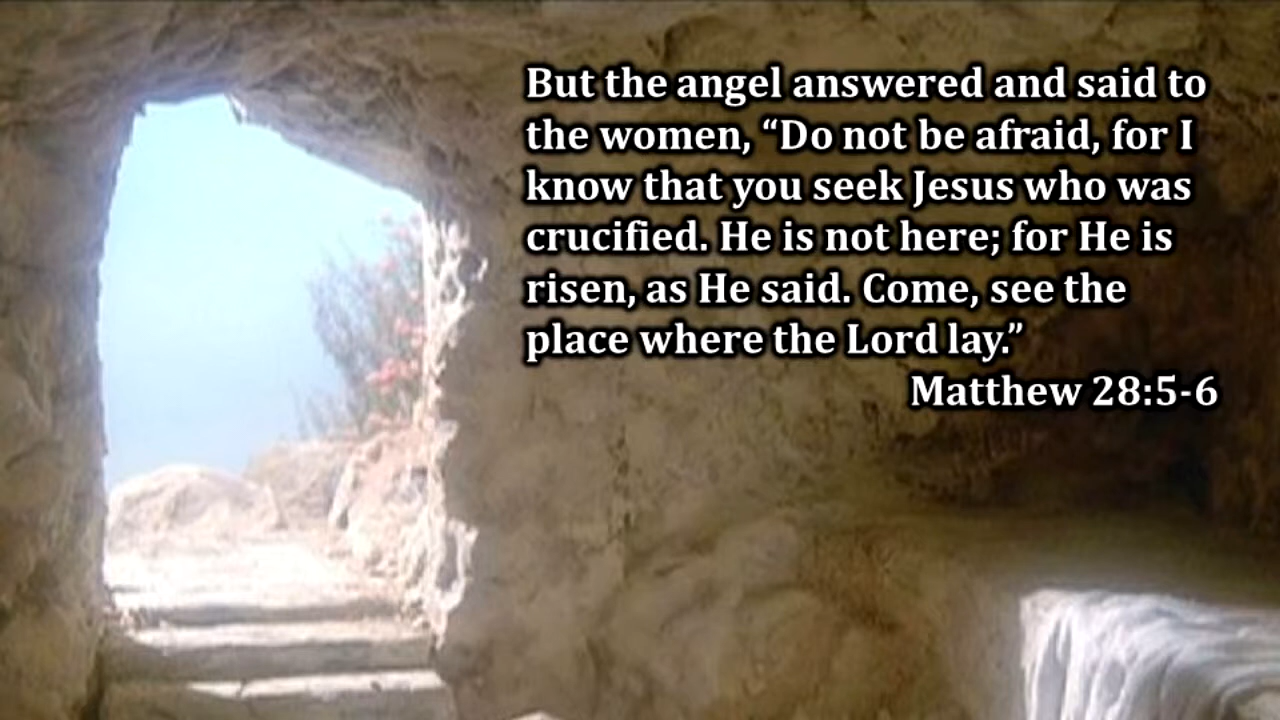 But the angel answered and said to
the women, “Do not be afraid, for I
know that you seek Jesus who was
crucified. He is not here; for He is
risen, as He said. Come, see the
place where the Lord lay.”
Matthew 28:5-6